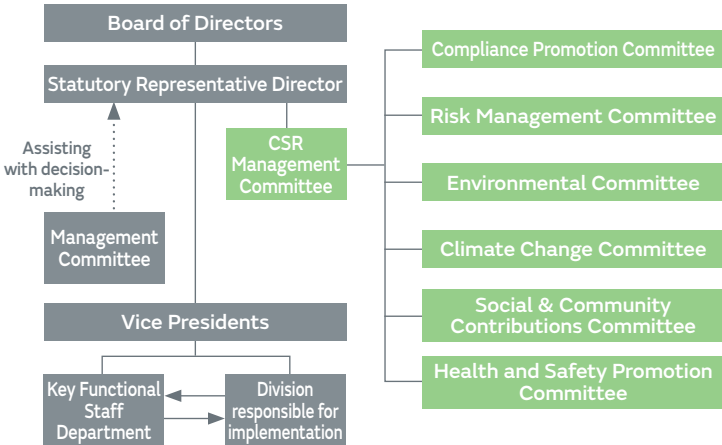 Board of Directors
Statutory Representative Director
Assisting
with decision-
making
CSR
Management
Committee
Management
Committee
Vice Presidents
Key Functional
Staff
Department
Division
responsible for
implementation
Compliance Promotion Committee
Risk Management Committee
Environmental Committee
Climate Change Committee
Social & Community
Contributions Committee
Health and Safety Promotion
Committee